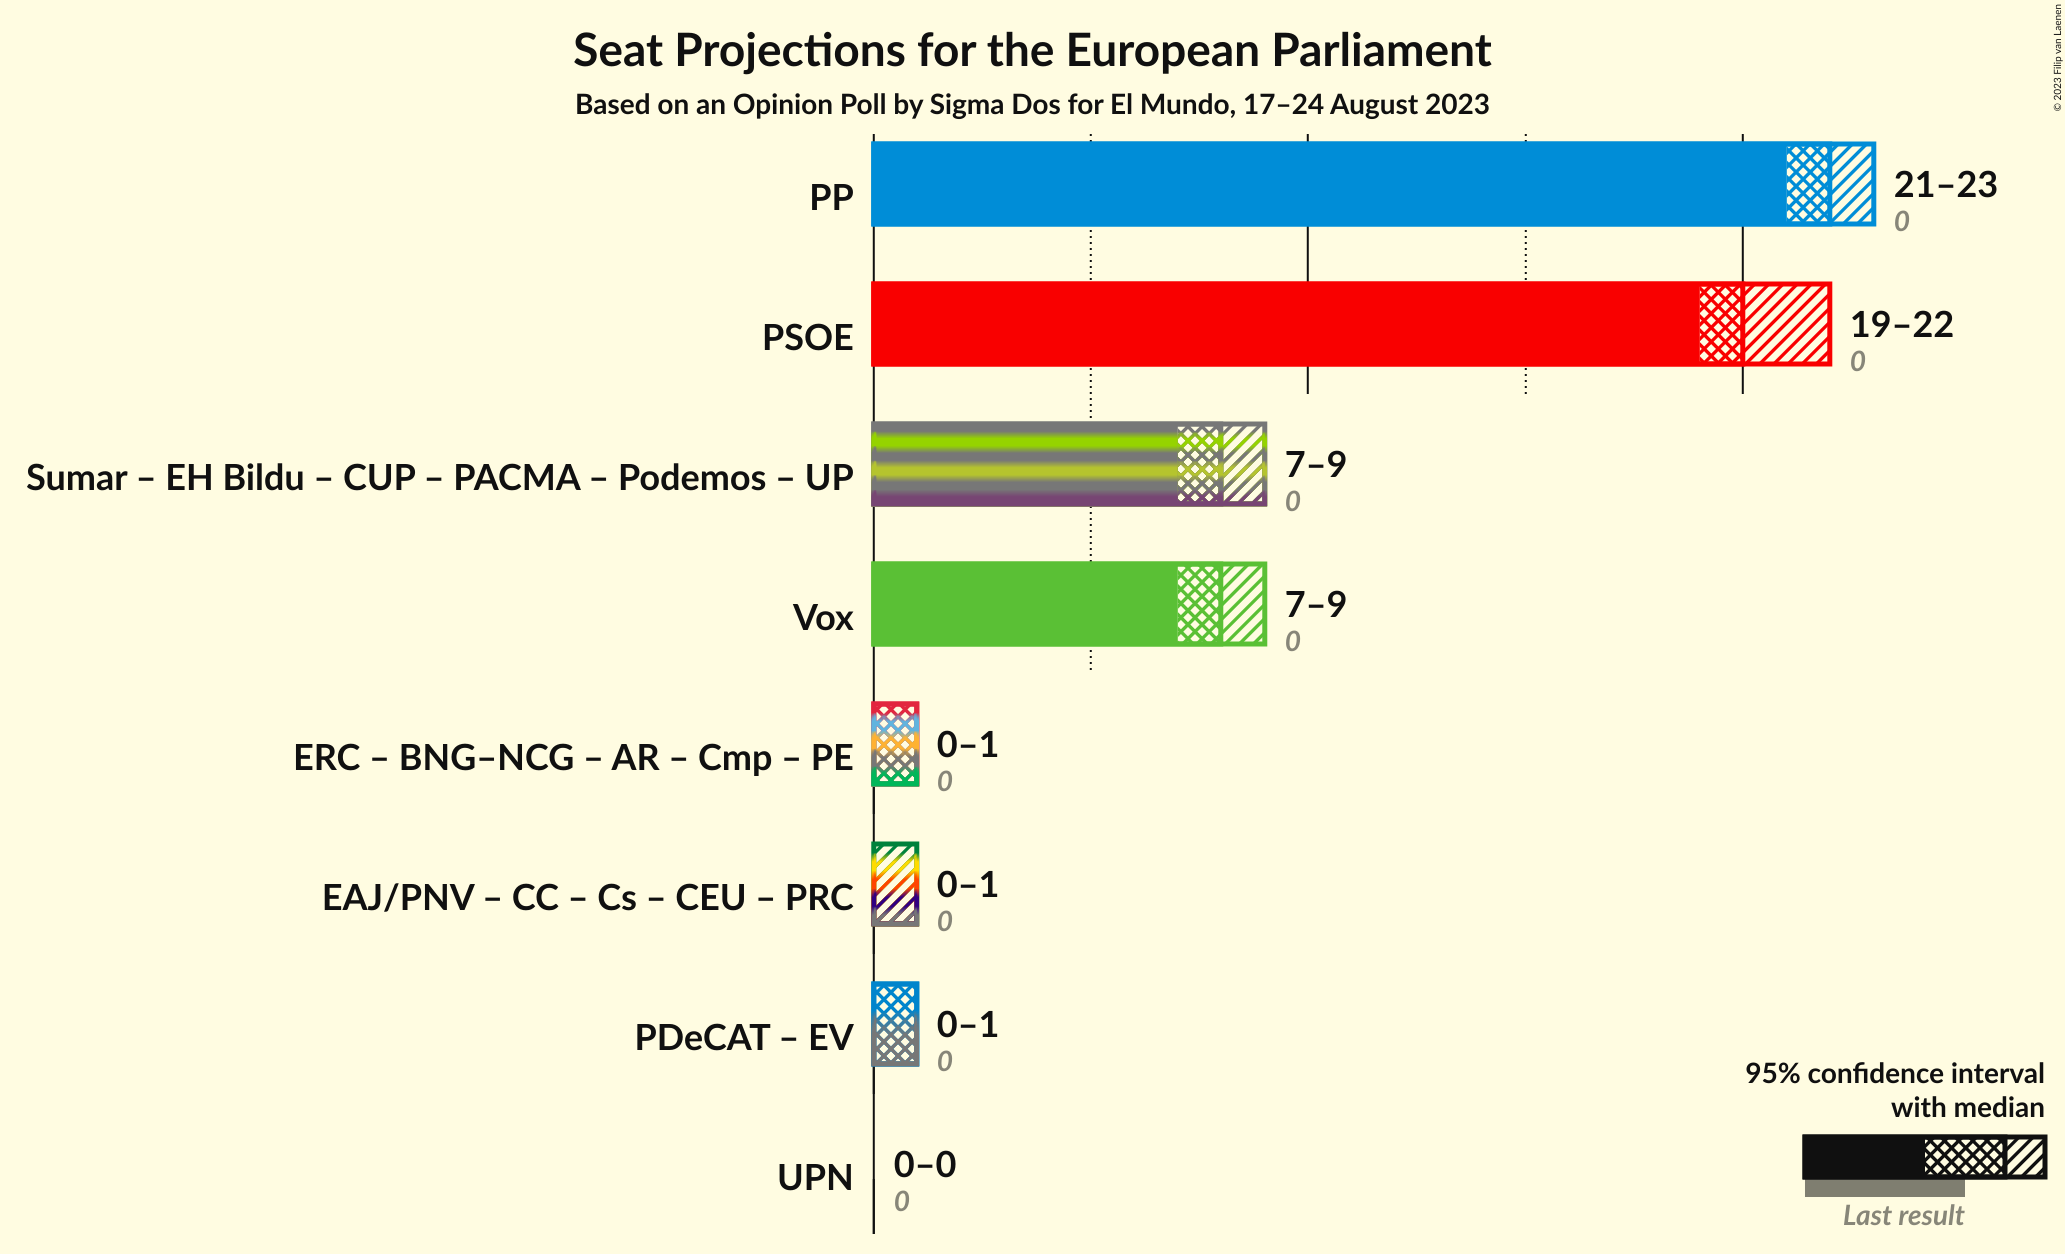 Seat Projections for the European Parliament
Based on an Opinion Poll by Sigma Dos for El Mundo, 17–24 August 2023
© 2023 Filip van Laenen
PP
21–23
0
PSOE
19–22
0
Sumar – EH Bildu – CUP – PACMA – Podemos – UP
7–9
0
Vox
7–9
0
ERC – BNG–NCG – AR – Cmp – PE
0–1
0
EAJ/PNV – CC – Cs – CEU – PRC
0–1
0
PDeCAT – EV
0–1
0
UPN
0–0
0
95% confidence interval
with median
Last result